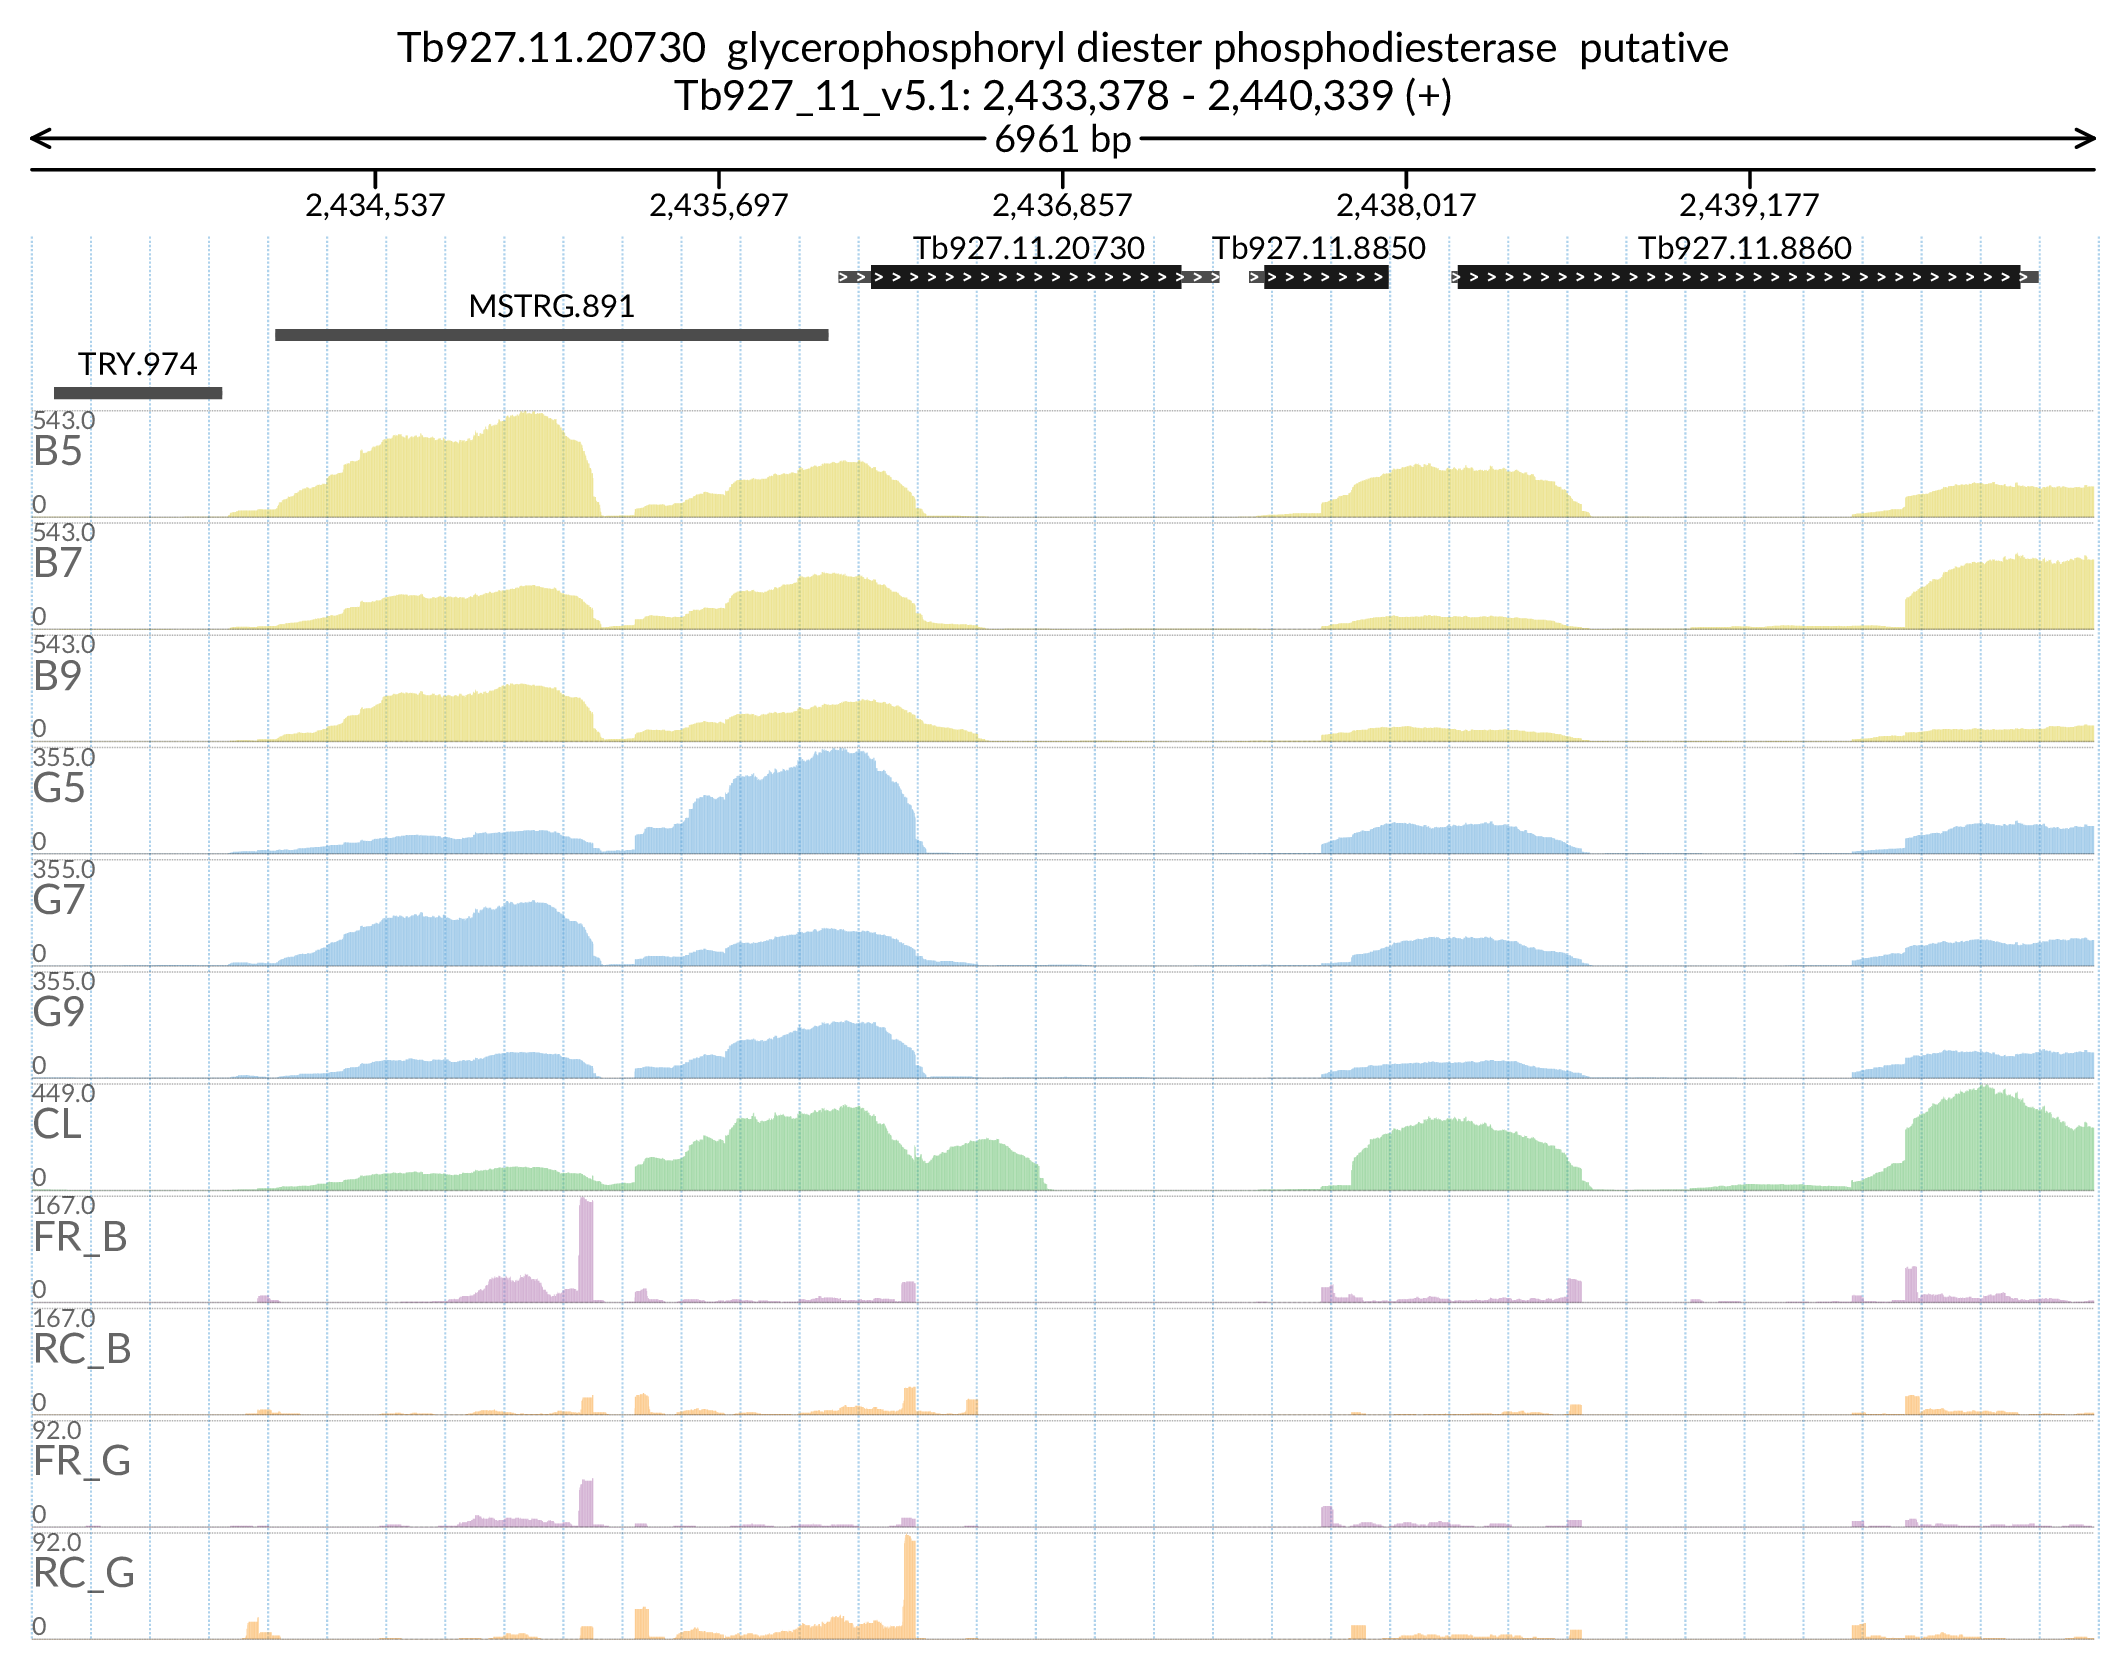 Tb927.11.20730 glycerophosphoryl diester phosphodiesterase putative
Tb927_11_v5.1: 2,433,378 - 2,440,339 (+)
6961 bp
2,434,537 2,435,697 2,436,857 2,438,017 2,439,177
Tb927.11.20730 Tb927.11.8850 Tb927.11.8860
MSTRG.891
TRY.974
543.0
B5
0
543.0
B7
0
543.0
B9
0
355.0
G5
0
355.0
G7
0
355.0
G9
0
449.0
CL
0
167.0
FR_B
0
167.0
RC_B
0
92.0
FR_G
0
92.0
RC_G
0